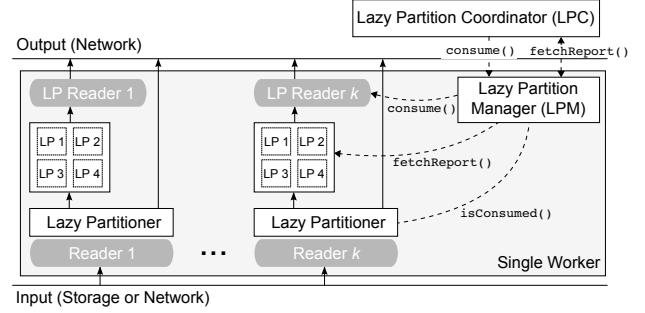 Lazy Partition Coordinator (LPC)
Output (Network)
consume()
fetchReport()
LP Reader 1
LP Reader k
Lazy Partition
Manager (LPM)
consume()
LP 1 LP 2
LP 3 LP 4
LP 1 LP 2
LP 3 LP 4
fetchReport()
isConsumed()
Lazy Partitioner
Lazy Partitioner
Reader 1
...
Reader k
Single Worker
Input (Storage or Network)